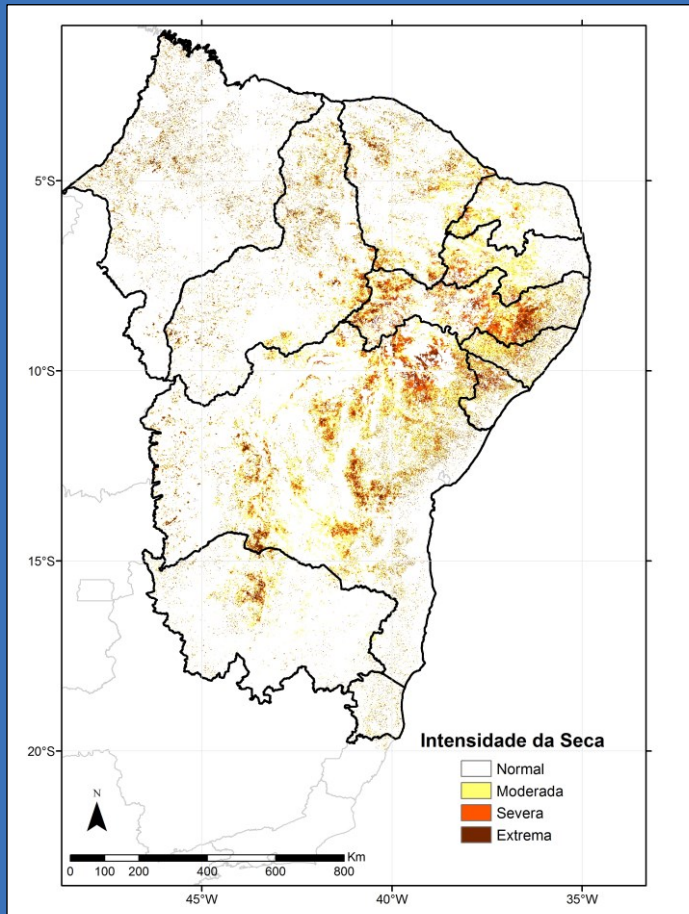 5°S
10°S
15°S
20°S
Intensidade da Seca
Normal
Moderada
Severa
Extrema
N
0 100 200 400 600 800 Km
45°W 40°W 35°W